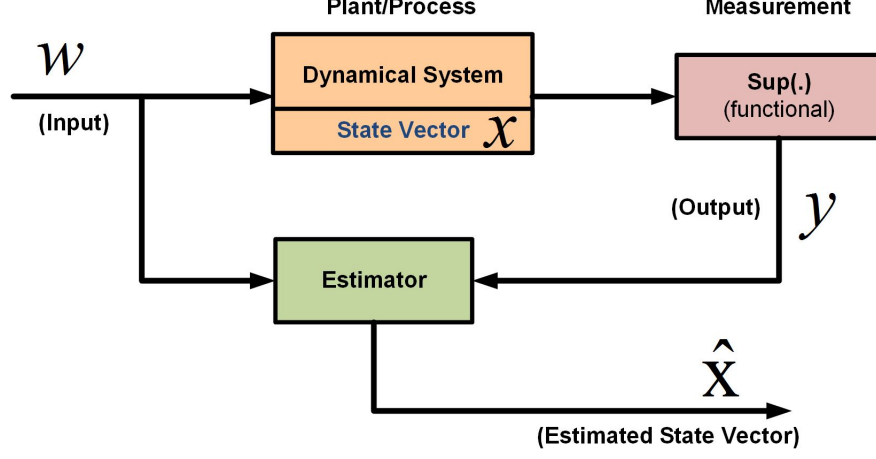 Plant/Process
Measurement
w
(Input)
Dynamical System
State Vector x
Sup(.)
(functional)
(Output) y
Estimator
x̂
(Estimated State Vector)